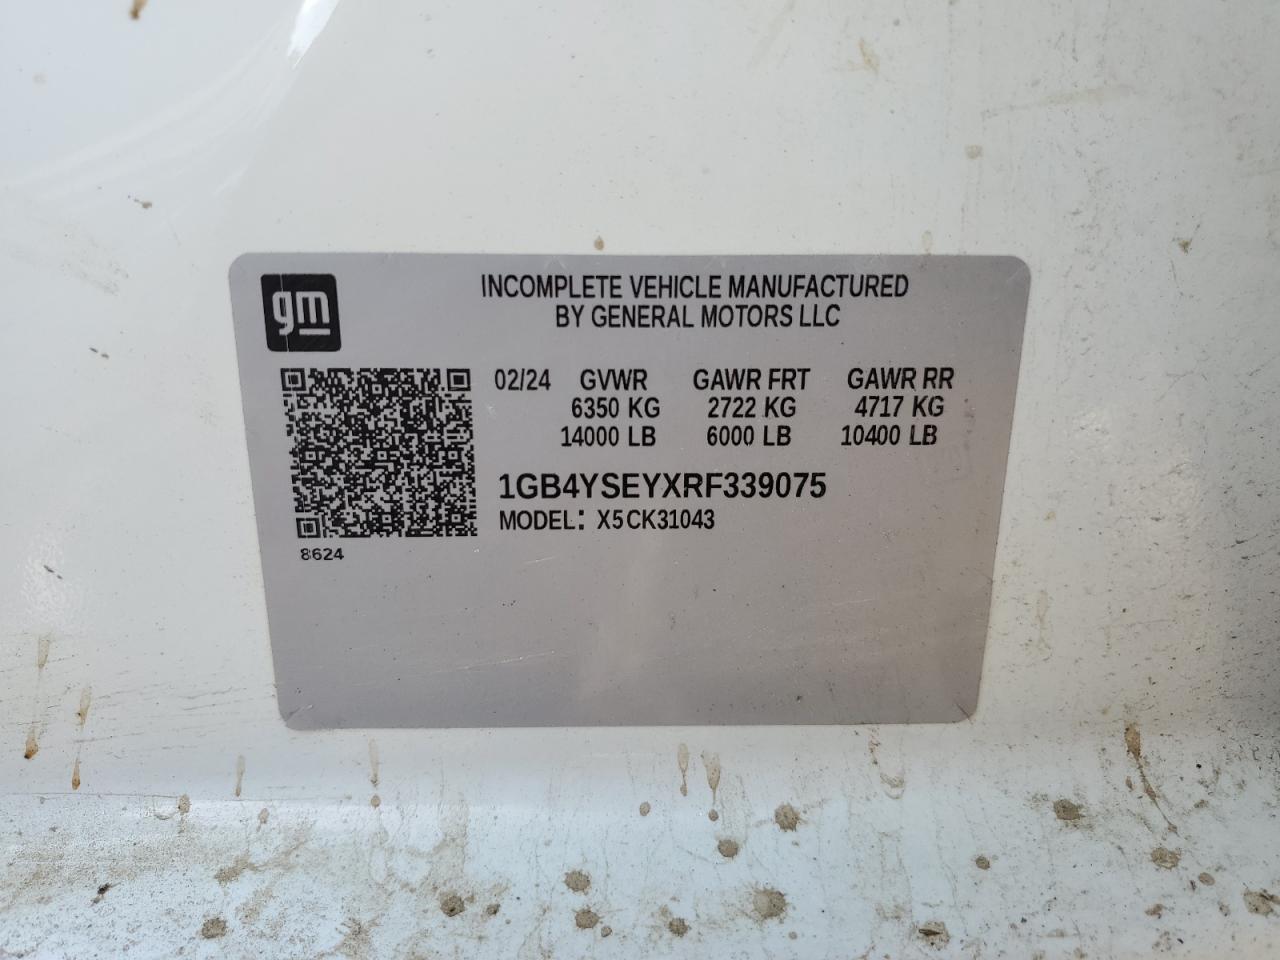 gm
INCOMPLETE VEHICLE MANUFACTURED
BY GENERAL MOTORS LLC
02/24 GVWR GAWR FRT GAWR RR
6350 KG 2722 KG 4717 KG
14000 LB 6000 LB 10400 LB
1GB4YSEYXRF339075
MODEL: X5CK31043
8624